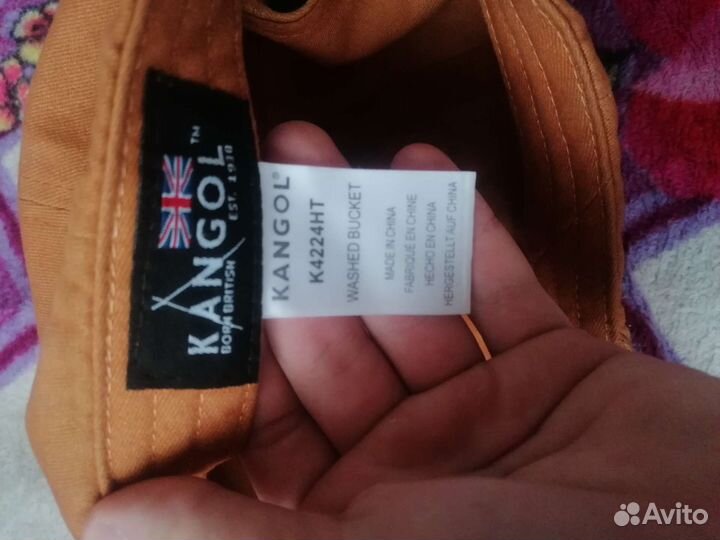 KANGOL™
EST. 1938
BORN BRITISH
KANGOL®
K4224HT
WASHED BUCKET
MADE IN CHINA
FABRIQUÉ EN CHINE
HECHO EN CHINA
HERGESTELLT AUF CHINA
Avito